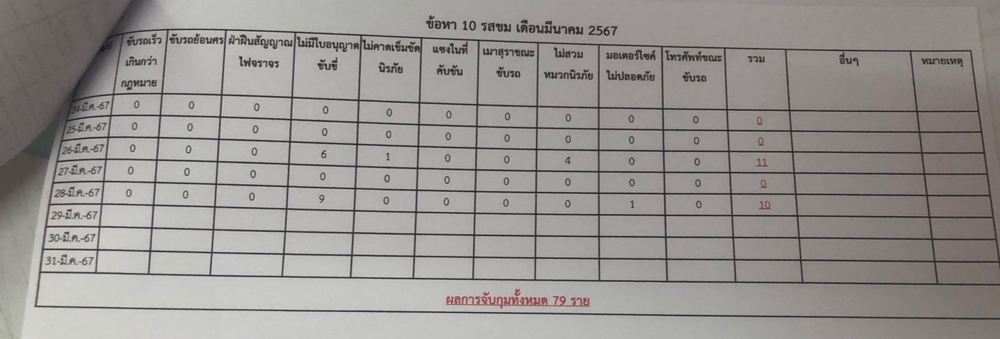 ข้อหา 10 รสขม เดือนมีนาคม 2567
ขับรถเร็วเกินกว่ากฎหมาย ขับรถย้อนศร ฝ่าฝืนสัญญาณไฟจราจร ไม่มีใบอนุญาตขับขี่ ไม่คาดเข็มขัดนิรภัย แซงในที่คับขัน เมาสุราขณะขับรถ ไม่สวมหมวกนิรภัย มอเตอร์ไซค์ไม่ปลอดภัย โทรศัพท์ขณะขับรถ รวม อื่นๆ หมายเหตุ
24-มี.ค.-67 0 0 0 0 0 0 0 0 0 0 0
25-มี.ค.-67 0 0 0 0 0 0 0 0 0 0 0
26-มี.ค.-67 0 0 0 6 1 0 0 4 0 0 11
27-มี.ค.-67 0 0 0 0 0 0 0 0 0 0 0
28-มี.ค.-67 0 0 0 9 0 0 0 0 1 0 10
29-มี.ค.-67
30-มี.ค.-67
31-มี.ค.-67
ผลการจับกุมทั้งหมด 79 ราย